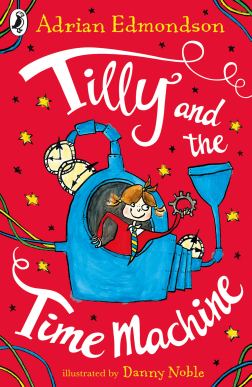 Adrian Edmondson
Tilly
and
the
Time Machine
illustrated by Danny Noble